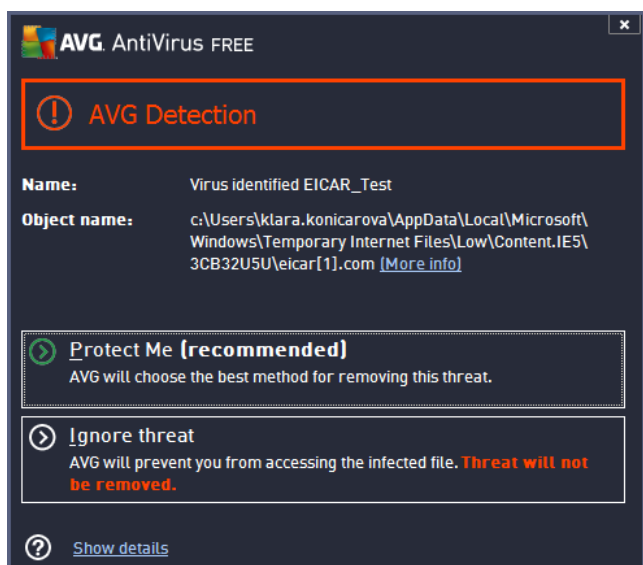 AVG. AntiVirus FREE
x
AVG Detection
Name: Virus identified EICAR_Test
Object name: c:\Users\klara.konicarova\AppData\Local\Microsoft\
Windows\Temporary Internet Files\Low\Content.IE5\
3CB32U5U\eicar[1].com (More info)
Protect Me (recommended)
AVG will choose the best method for removing this threat.
Ignore threat
AVG will prevent you from accessing the infected file. Threat will not
be removed.
Show details